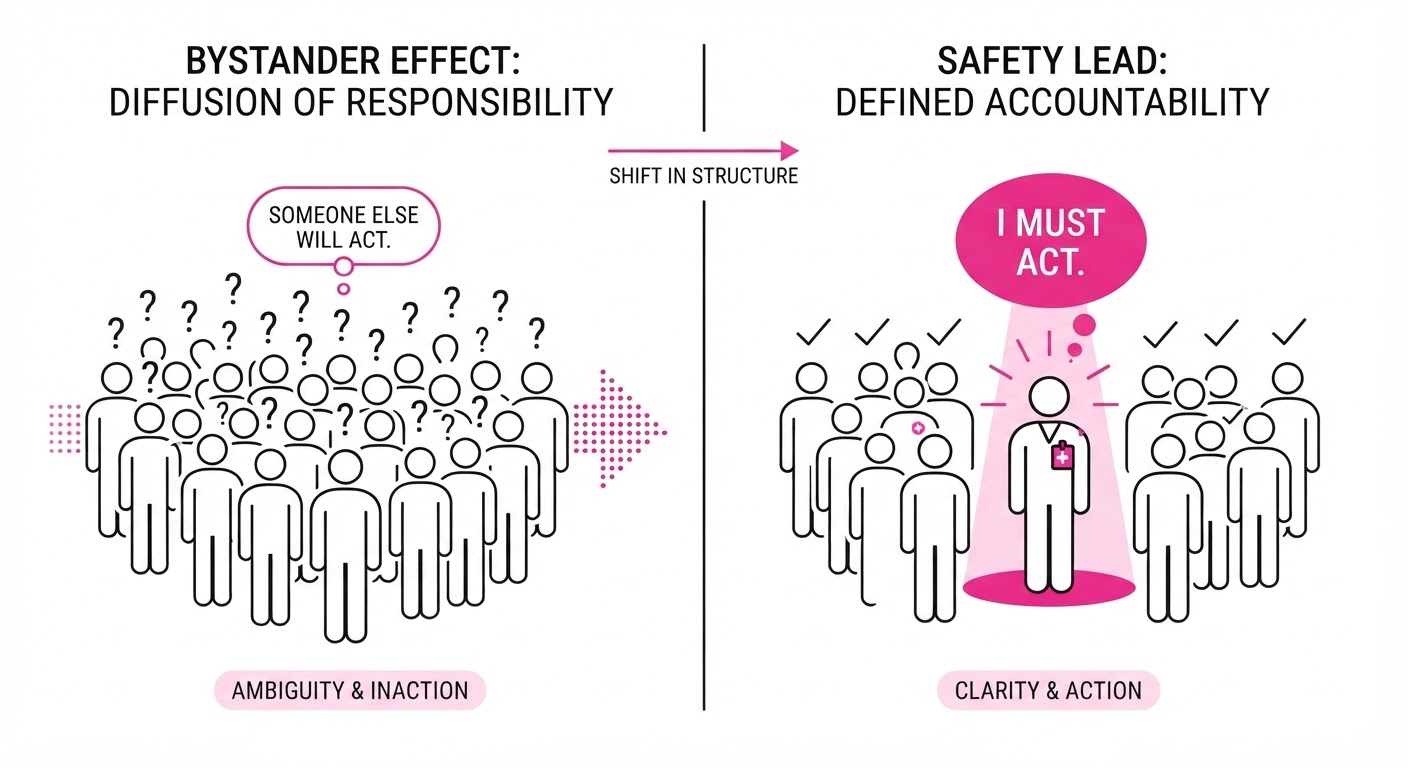 BYSTANDER EFFECT:
DIFFUSION OF RESPONSIBILITY
SOMEONE ELSE
WILL ACT.
? ? ? ? ? ? ? ? ? ? ? ? ? ? ? ? ? ? ? ? ? ? ?
AMBIGUITY & INACTION
SHIFT IN STRUCTURE
SAFETY LEAD:
DEFINED ACCOUNTABILITY
I MUST
ACT.
CLARITY & ACTION